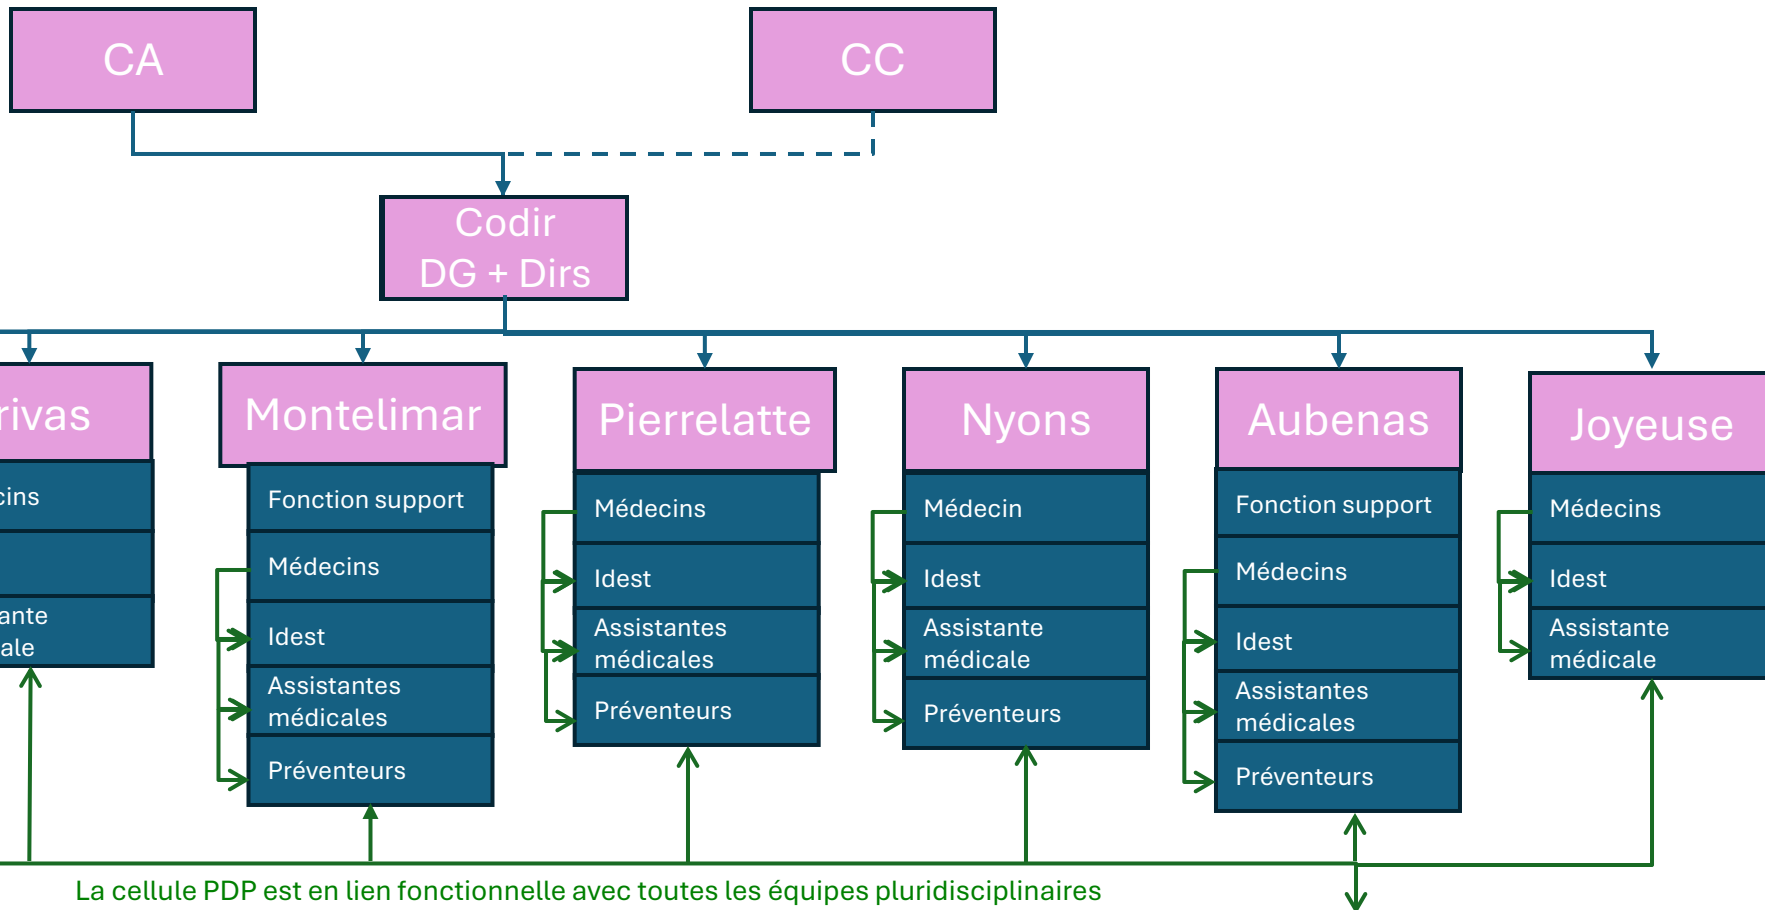 CA
CC
Codir
DG + Dirs
rivas
Montelimar
Pierrelatte
Nyons
Aubenas
Joyeuse
cins
ante
ale
Fonction support
Médecins
Idest
Assistantes
médicales
Préventeurs
Médecins
Idest
Assistantes
médicales
Préventeurs
Médecin
Idest
Assistante
médicale
Préventeurs
Fonction support
Médecins
Idest
Assistantes
médicales
Préventeurs
Médecins
Idest
Assistante
médicale
La cellule PDP est en lien fonctionnelle avec toutes les équipes pluridisciplinaires